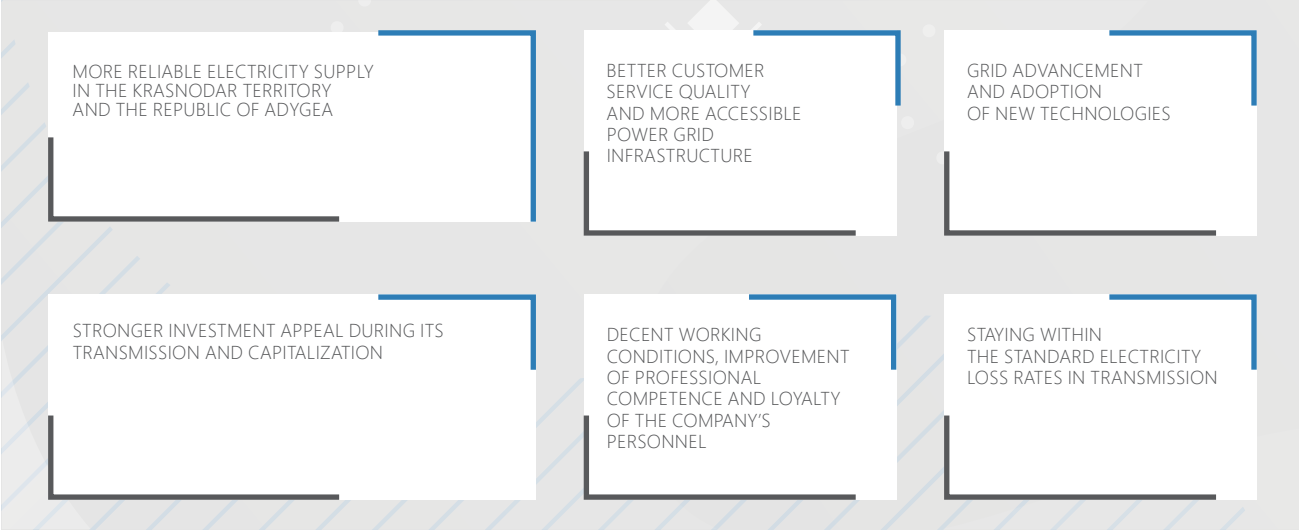 MORE RELIABLE ELECTRICITY SUPPLY
IN THE KRASNODAR TERRITORY
AND THE REPUBLIC OF ADYGEA
BETTER CUSTOMER
SERVICE QUALITY
AND MORE ACCESSIBLE
POWER GRID
INFRASTRUCTURE
GRID ADVANCEMENT
AND ADOPTION
OF NEW TECHNOLOGIES
STRONGER INVESTMENT APPEAL DURING ITS
TRANSMISSION AND CAPITALIZATION
DECENT WORKING
CONDITIONS, IMPROVEMENT
OF PROFESSIONAL
COMPETENCE AND LOYALTY
OF THE COMPANY’S
PERSONNEL
STAYING WITHIN
THE STANDARD ELECTRICITY
LOSS RATES IN TRANSMISSION